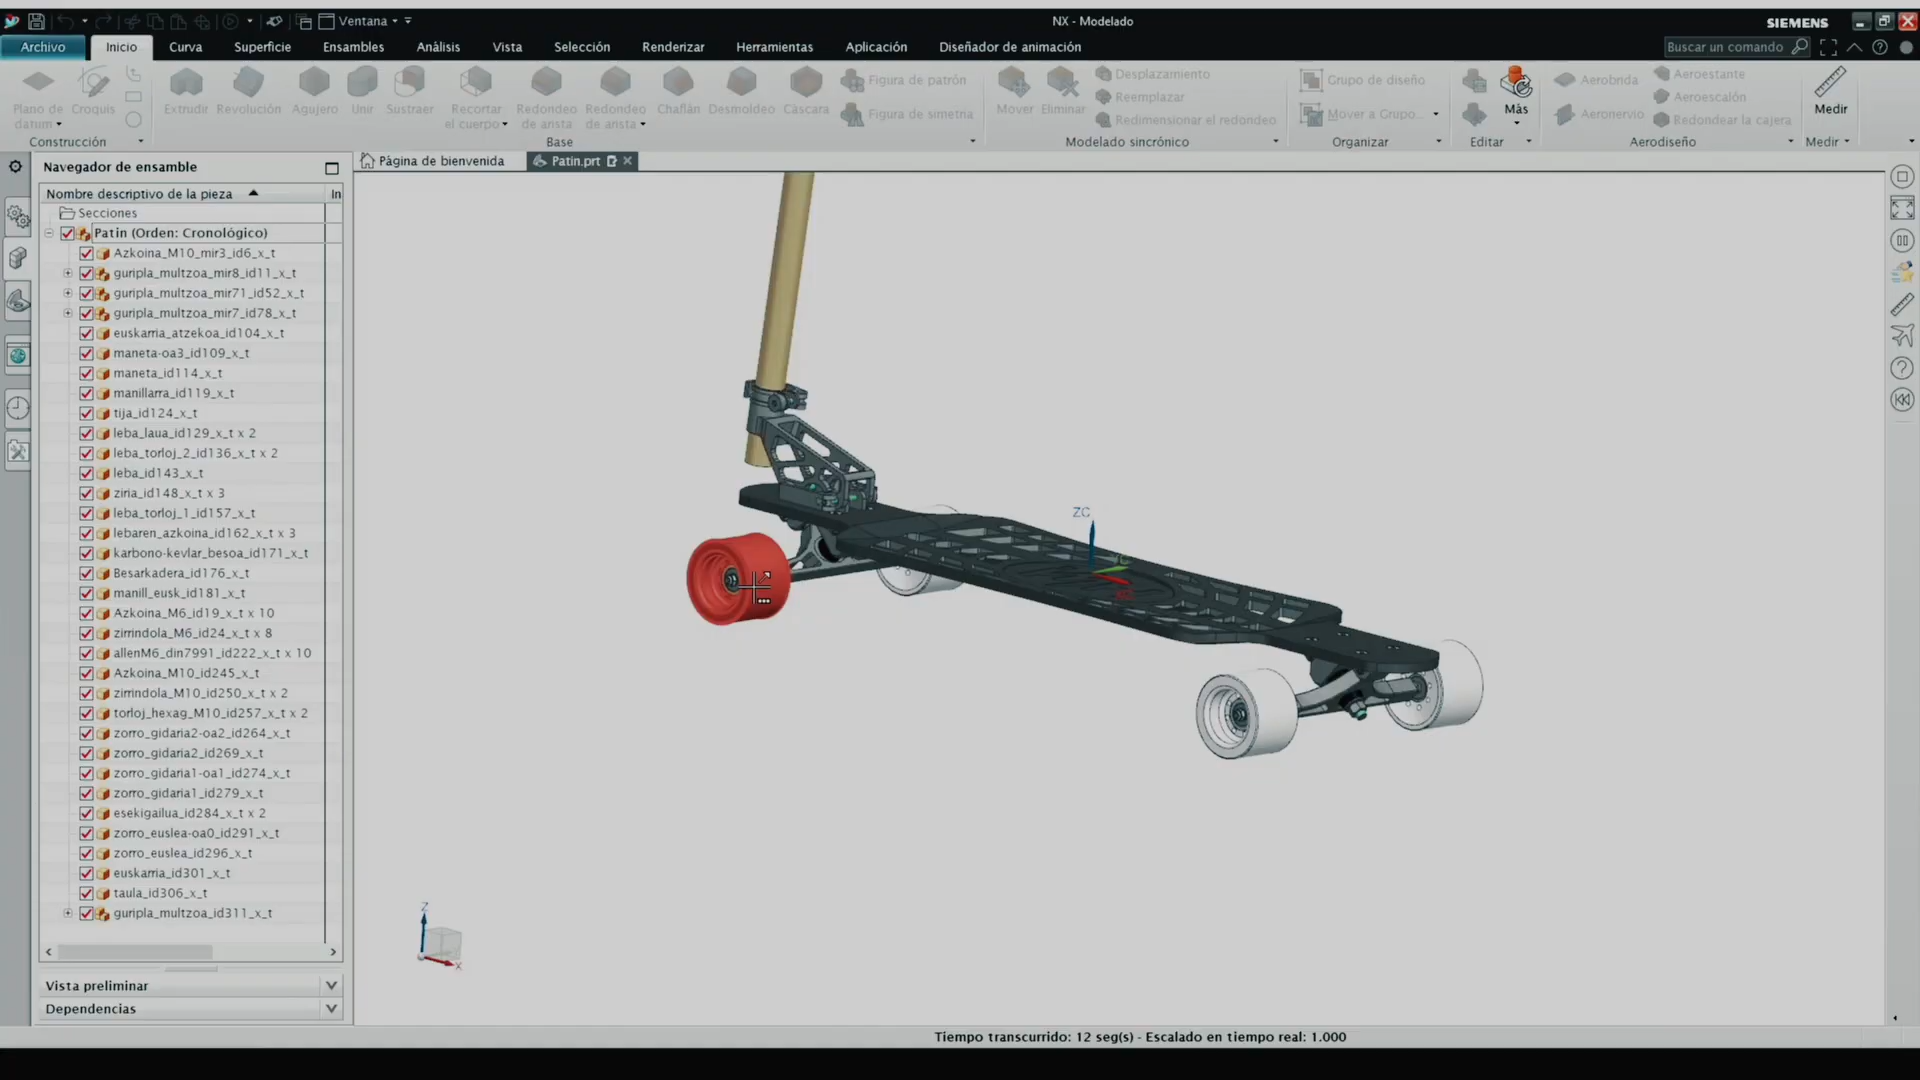 Ventana
NX - Modelado
SIEMENS
Archivo
Inicio
Curva
Superficie
Ensambles
Análisis
Vista
Selección
Renderizar
Herramientas
Aplicación
Diseñador de animación
Buscar un comando
Plano de datum
Croquis
Extrudir
Revolución
Agujero
Unir
Sustraer
Recortar el cuerpo
Redondeo de arista
Redondeo de arista
Chaflán
Desmoldeo
Cáscara
Figura de patrón
Figura de simetría
Mover
Eliminar
Desplazamiento
Reemplazar
Redimensionar el redondeo
Grupo de diseño
Mover a Grupo...
Más
Aerobrida
Aeronervio
Aeroestante
Aeroescalón
Redondear la cajera
Medir
Construcción
Base
Modelado sincrónico
Organizar
Editar
Aerodiseño
Medir
Navegador de ensamble
Página de bienvenida
Patin.prt
Nombre descriptivo de la pieza
In
Secciones
Patin (Orden: Cronológico)
Azkoina_M10_mir3_id6_x_t
guripla_multzoa_mir8_id11_x_t
guripla_multzoa_mir71_id52_x_t
guripla_multzoa_mir7_id78_x_t
euskarria_atzekoa_id104_x_t
maneta-oa3_id109_x_t
maneta_id114_x_t
manillarra_id119_x_t
tija_id124_x_t
leba_laua_id129_x_t x 2
leba_torloj_2_id136_x_t x 2
leba_id143_x_t
ziria_id148_x_t x 3
leba_torloj_1_id157_x_t
lebaren_azkoina_id162_x_t x 3
karbono-kevlar_besoa_id171_x_t
Besarkadera_id176_x_t
manill_eusk_id181_x_t
Azkoina_M6_id19_x_t x 10
zirrindola_M6_id24_x_t x 8
allenM6_din7991_id222_x_t x 10
Azkoina_M10_id245_x_t
zirrindola_M10_id250_x_t x 2
torloj_hexag_M10_id257_x_t x 2
zorro_gidaria2-oa2_id264_x_t
zorro_gidaria2_id269_x_t
zorro_gidaria1-oa1_id274_x_t
zorro_gidaria1_id279_x_t
esekigailua_id284_x_t x 2
zorro_euslea-oa0_id291_x_t
zorro_euslea_id296_x_t
euskarria_id301_x_t
taula_id306_x_t
guripla_multzoa_id311_x_t
Vista preliminar
Dependencias
ZC
Z
X
Tiempo transcurrido: 12 seg(s) - Escalado en tiempo real: 1.000